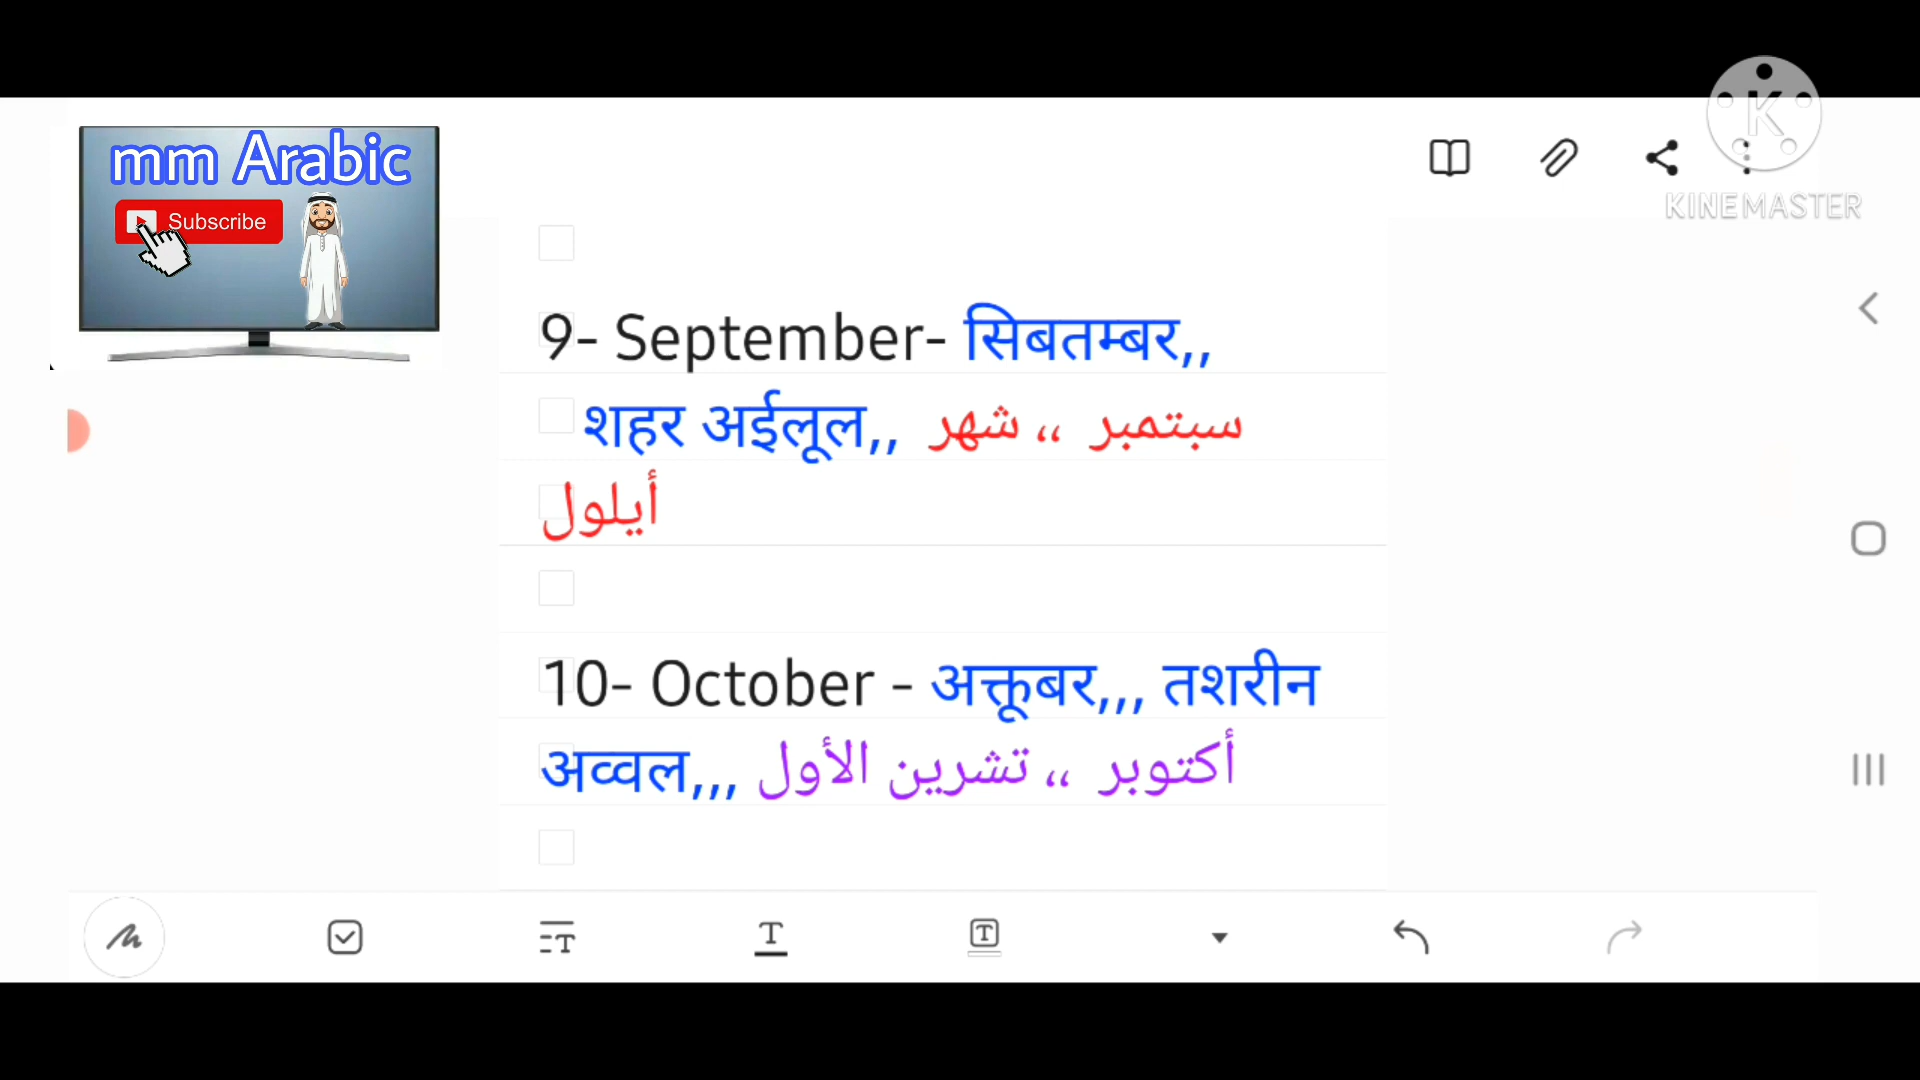 mm Arabic
Subscribe
K
KINEMASTER
9- September- सिबतम्बर,,
शहर अईलूल,, سبتمبر ،، شهر
أيلول
10- October - अक्तूबर,,, तशरीन
अव्वल,,, أكتوبر ،، تشرين الأول